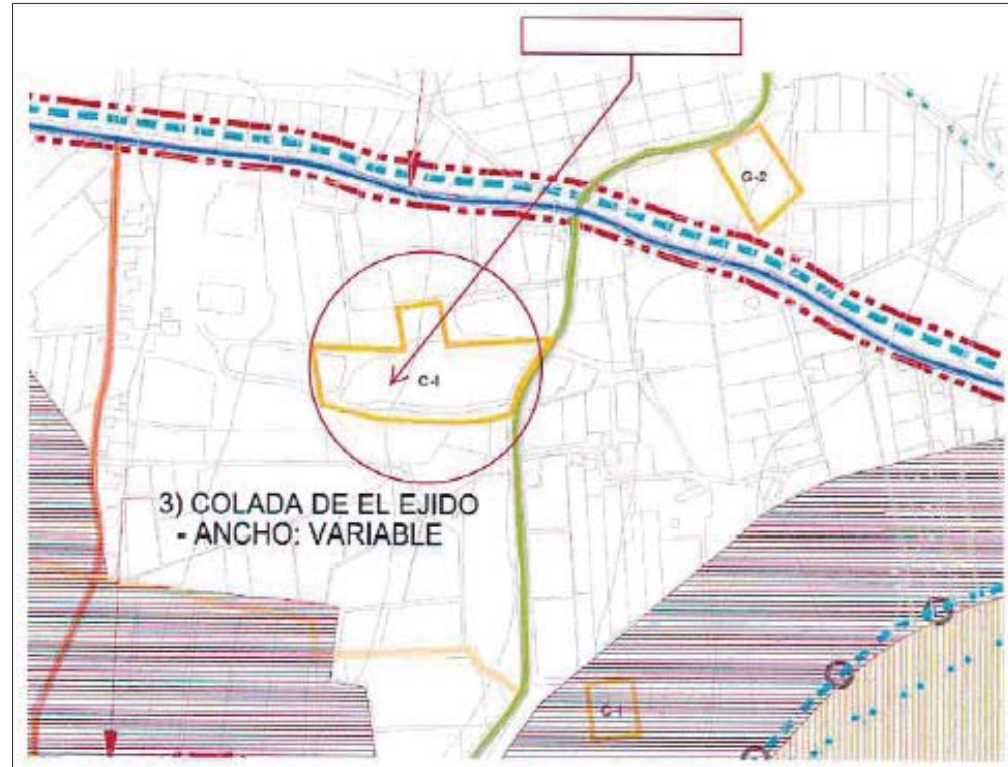 G-2
C-I
3) COLADA DE EL EJIDO
- ANCHO: VARIABLE